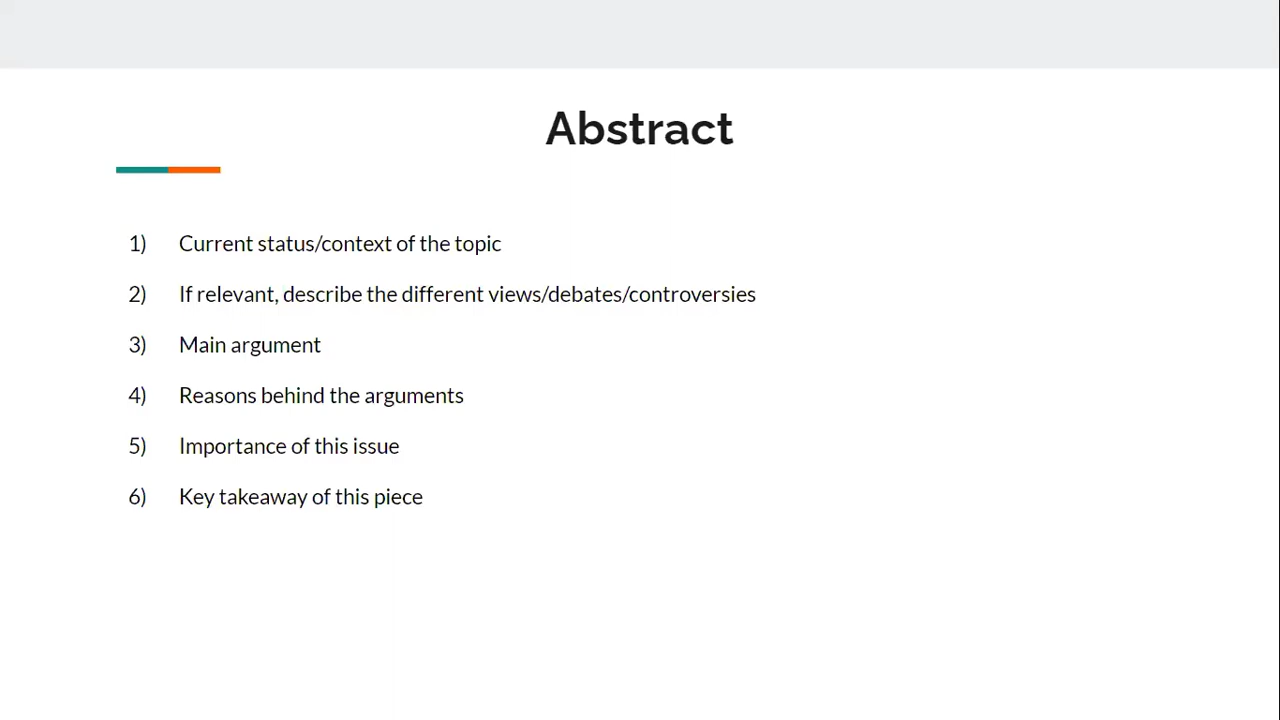 Abstract
1) Current status/context of the topic
2) If relevant, describe the different views/debates/controversies
3) Main argument
4) Reasons behind the arguments
5) Importance of this issue
6) Key takeaway of this piece